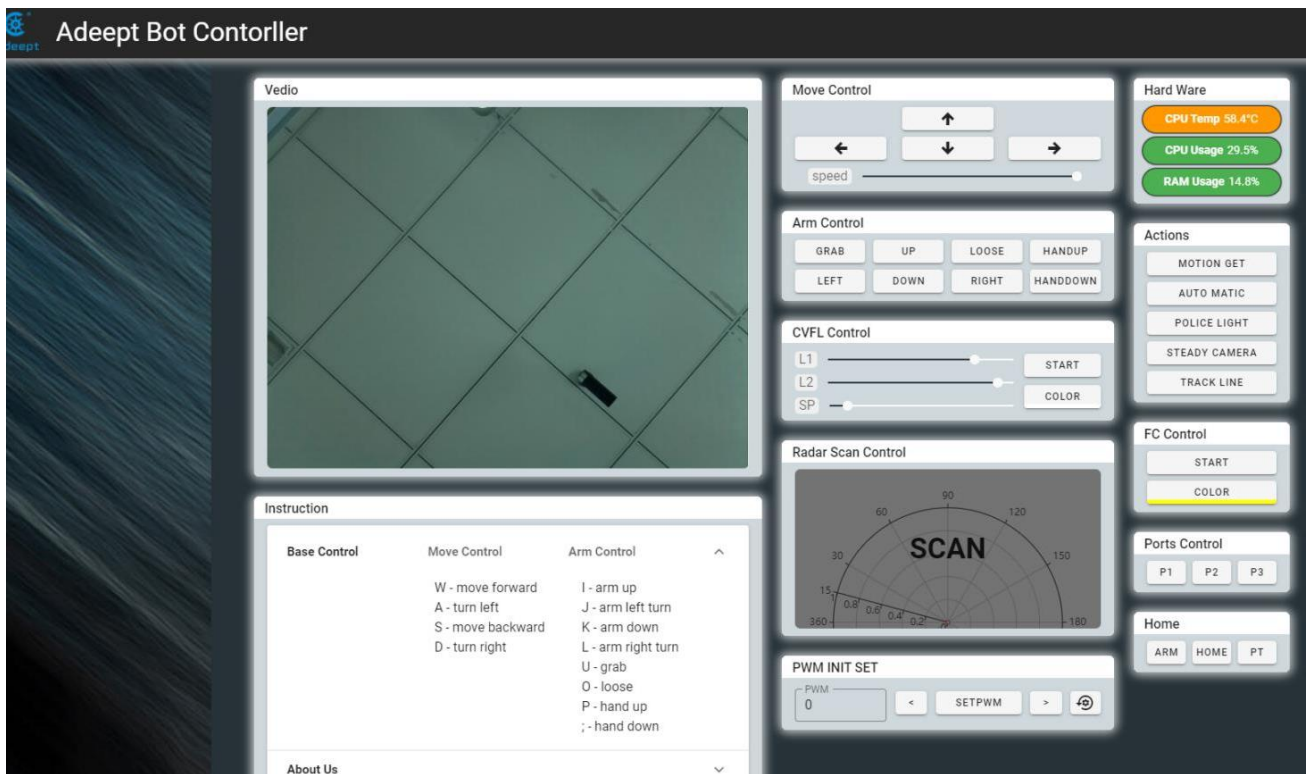 adeept
Adeept Bot Contorller
Vedio
Instruction
Base Control
Move Control
W - move forward
A - turn left
S - move backward
D - turn right
Arm Control
I - arm up
J - arm left turn
K - arm down
L - arm right turn
U - grab
O - loose
P - hand up
; - hand down
About Us
Move Control
speed
Arm Control
GRAB UP LOOSE HANDUP
LEFT DOWN RIGHT HANDDOWN
CVFL Control
L1
L2
SP
START
COLOR
Radar Scan Control
90
60 120
SCAN
30 150
15
1 0.8 0.6 0.4 0.2
360 180
PWM INIT SET
PWM
0
< SETPWM >
Hard Ware
CPU Temp 58.4°C
CPU Usage 29.5%
RAM Usage 14.8%
Actions
MOTION GET
AUTO MATIC
POLICE LIGHT
STEADY CAMERA
TRACK LINE
FC Control
START
COLOR
Ports Control
P1 P2 P3
Home
ARM HOME PT